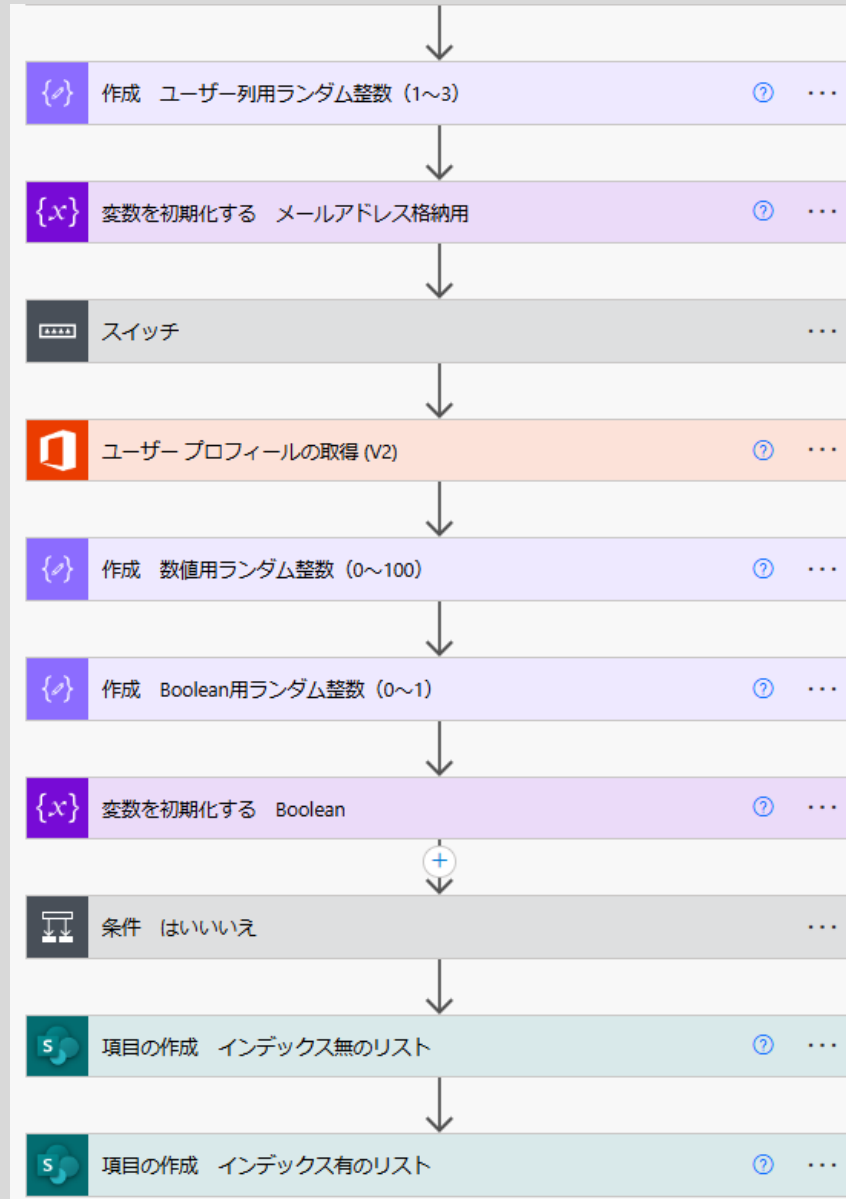 作成　ユーザー列用ランダム整数（1～3）
変数を初期化する　メールアドレス格納用
スイッチ
ユーザー プロフィールの取得 (V2)
作成　数値用ランダム整数（0～100）
作成　Boolean用ランダム整数（0～1）
変数を初期化する　Boolean
条件　はいいいえ
項目の作成　インデックス無のリスト
項目の作成　インデックス有のリスト